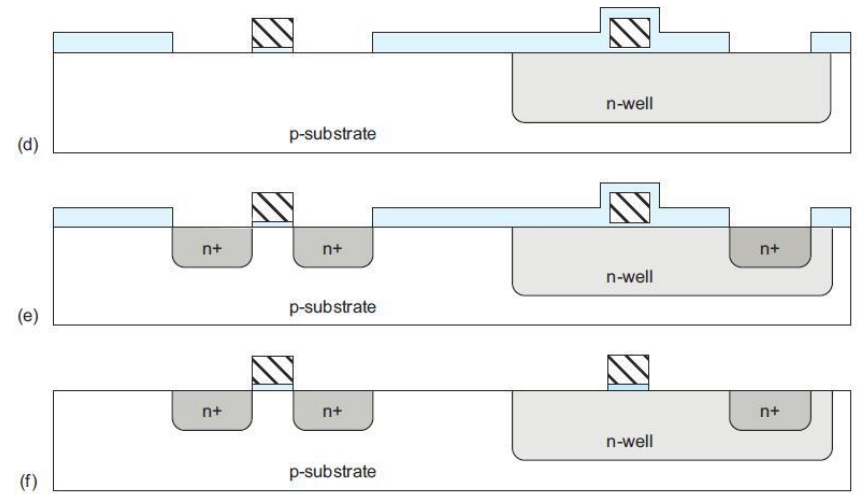 n-well
p-substrate
(d)
n+
n+
n+
n-well
p-substrate
(e)
n+
n+
n+
n-well
p-substrate
(f)